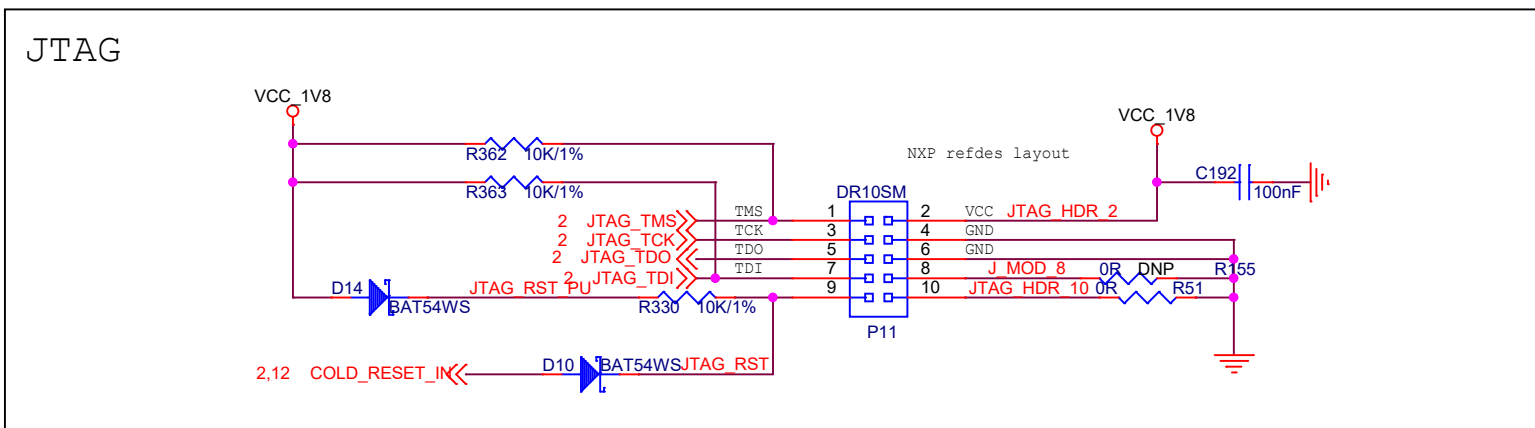 JTAG
VCC_1V8
VCC_1V8
R362 10K/1%
NXP refdes layout
C192
100nF
R363 10K/1%
DR10SM
2 JTAG_TMS TMS 1 2 VCC JTAG_HDR_2
2 JTAG_TCK TCK 3 4 GND
2 JTAG_TDO TDO 5 6 GND
2 JTAG_TDI TDI 7 8 J_MOD_8 0R DNP R155
D14 JTAG_RST_PU 9 10 JTAG_HDR_10 0R R51
BAT54WS R330 10K/1%
P11
2,12 COLD_RESET_IN D10 BAT54WS JTAG_RST